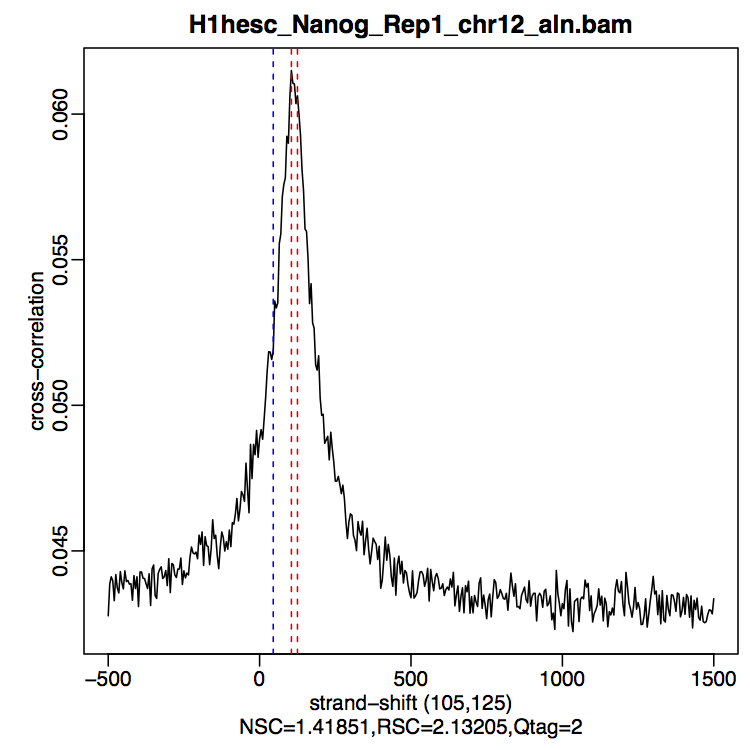 H1hesc_Nanog_Rep1_chr12_aln.bam
0.060
0.055
0.050
0.045
cross−correlation
−500 0 500 1000 1500
strand−shift (105,125)
NSC=1.41851,RSC=2.13205,Qtag=2